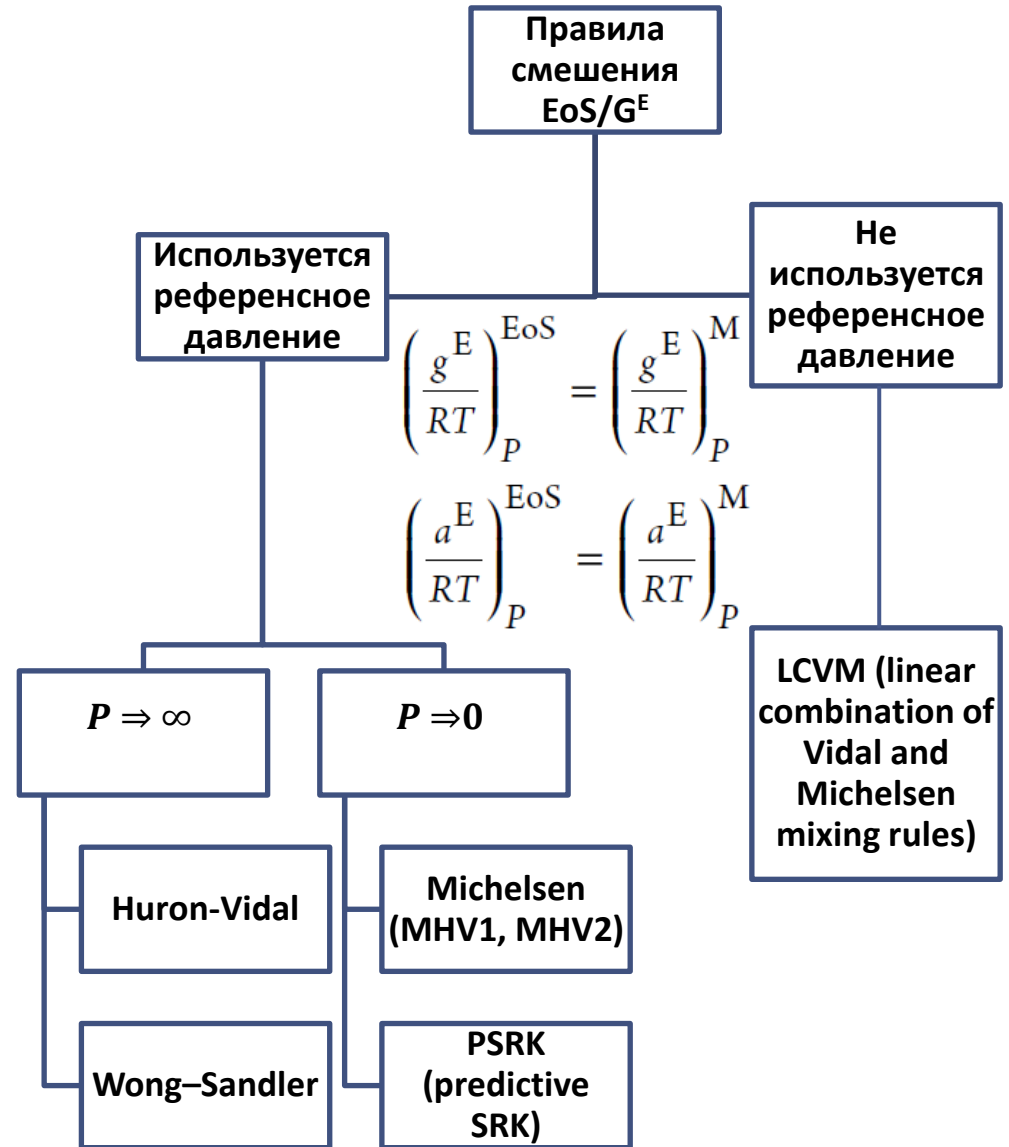 Правила
смешения
EoS/Gᴱ
Используется
референсное
давление
Не
используется
референсное
давление
(g^E/RT)_P^EoS = (g^E/RT)_P^M
(a^E/RT)_P^EoS = (a^E/RT)_P^M
P ⇒ ∞
P ⇒0
LCVM (linear
combination of
Vidal and
Michelsen
mixing rules)
Huron-Vidal
Michelsen
(MHV1, MHV2)
Wong–Sandler
PSRK
(predictive
SRK)